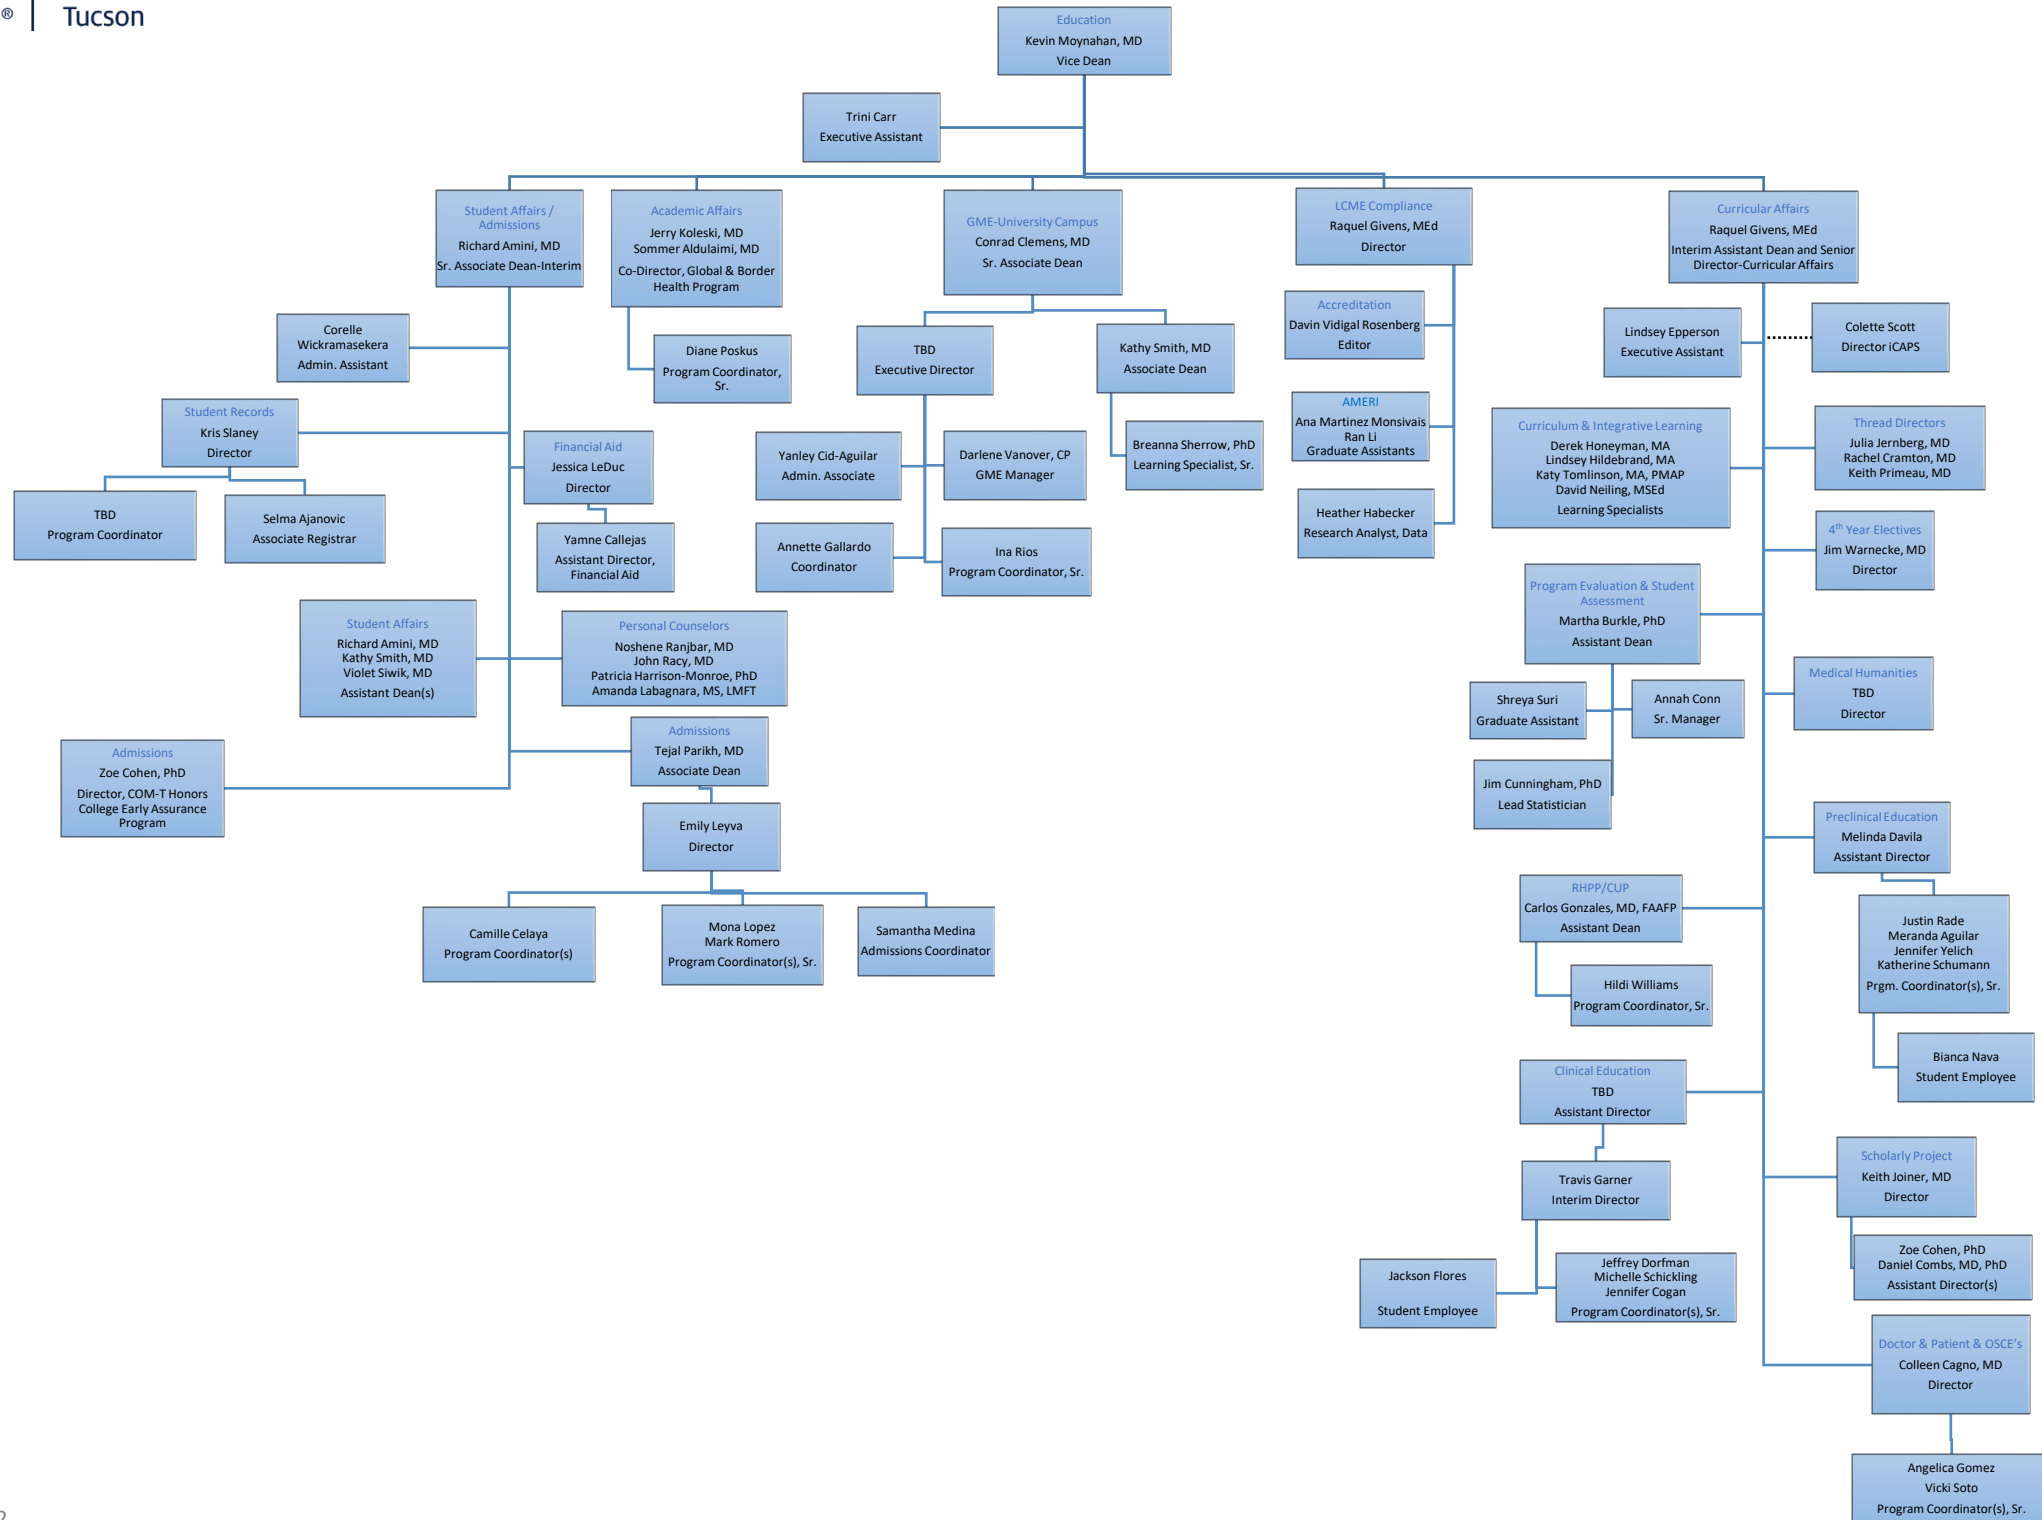 ® | Tucson
Education
Kevin Moynahan, MD
Vice Dean
Trini Carr
Executive Assistant
Student Affairs /
Admissions
Richard Amini, MD
Sr. Associate Dean-Interim
Academic Affairs
Jerry Koleski, MD
Sommer Aldulaimi, MD
Co-Director, Global & Border
Health Program
GME-University Campus
Conrad Clemens, MD
Sr. Associate Dean
LCME Compliance
Raquel Givens, MEd
Director
Curricular Affairs
Raquel Givens, MEd
Interim Assistant Dean and Senior
Director-Curricular Affairs
Corelle
Wickramasekera
Admin. Assistant
Diane Poskus
Program Coordinator,
Sr.
TBD
Executive Director
Kathy Smith, MD
Associate Dean
Accreditation
Davin Vidigal Rosenberg
Editor
Lindsey Epperson
Executive Assistant
Colette Scott
Director iCAPS
Student Records
Kris Slaney
Director
Financial Aid
Jessica LeDuc
Director
Yanley Cid-Aguilar
Admin. Associate
Darlene Vanover, CP
GME Manager
Breanna Sherrow, PhD
Learning Specialist, Sr.
AMERI
Ana Martinez Monsivais
Ran Li
Graduate Assistants
Curriculum & Integrative Learning
Derek Honeyman, MA
Lindsey Hildebrand, MA
Katy Tomlinson, MA, PMAP
David Neiling, MSEd
Learning Specialists
Thread Directors
Julia Jernberg, MD
Rachel Cramton, MD
Keith Primeau, MD
TBD
Program Coordinator
Selma Ajanovic
Associate Registrar
Yamne Callejas
Assistant Director,
Financial Aid
Annette Gallardo
Coordinator
Ina Rios
Program Coordinator, Sr.
Heather Habecker
Research Analyst, Data
4th Year Electives
Jim Warnecke, MD
Director
Program Evaluation & Student
Assessment
Martha Burkle, PhD
Assistant Dean
Student Affairs
Richard Amini, MD
Kathy Smith, MD
Violet Siwik, MD
Assistant Dean(s)
Personal Counselors
Noshene Ranjbar, MD
John Racy, MD
Patricia Harrison-Monroe, PhD
Amanda Labagnara, MS, LMFT
Shreya Suri
Graduate Assistant
Annah Conn
Sr. Manager
Medical Humanities
TBD
Director
Admissions
Zoe Cohen, PhD
Director, COM-T Honors
College Early Assurance
Program
Admissions
Tejal Parikh, MD
Associate Dean
Jim Cunningham, PhD
Lead Statistician
Emily Leyva
Director
Preclinical Education
Melinda Davila
Assistant Director
Camille Celaya
Program Coordinator(s)
Mona Lopez
Mark Romero
Program Coordinator(s), Sr.
Samantha Medina
Admissions Coordinator
RHPP/CUP
Carlos Gonzales, MD, FAAFP
Assistant Dean
Justin Rade
Meranda Aguilar
Jennifer Yelich
Katherine Schumann
Prgm. Coordinator(s), Sr.
Hildi Williams
Program Coordinator, Sr.
Bianca Nava
Student Employee
Clinical Education
TBD
Assistant Director
Scholarly Project
Keith Joiner, MD
Director
Travis Garner
Interim Director
Zoe Cohen, PhD
Daniel Combs, MD, PhD
Assistant Director(s)
Jackson Flores
Student Employee
Jeffrey Dorfman
Michelle Schickling
Jennifer Cogan
Program Coordinator(s), Sr.
Doctor & Patient & OSCE's
Colleen Cagno, MD
Director
Angelica Gomez
Vicki Soto
Program Coordinator(s), Sr.